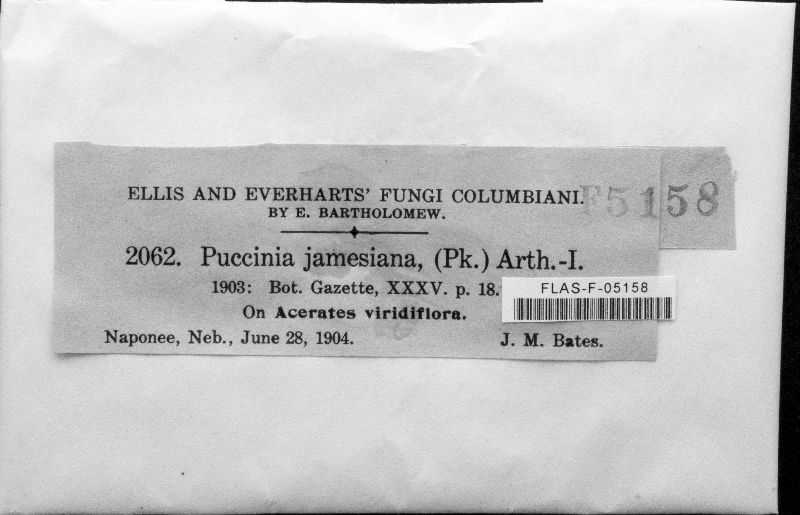 ELLIS AND EVERHARTS' FUNGI COLUMBIANI.
F5158
BY E. BARTHOLOMEW.
2062. Puccinia jamesiana, (Pk.) Arth.-I.
1903: Bot. Gazette, XXXV. p. 18.
FLAS-F-05158
On Acerates viridiflora.
Naponee, Neb., June 28, 1904. J. M. Bates.